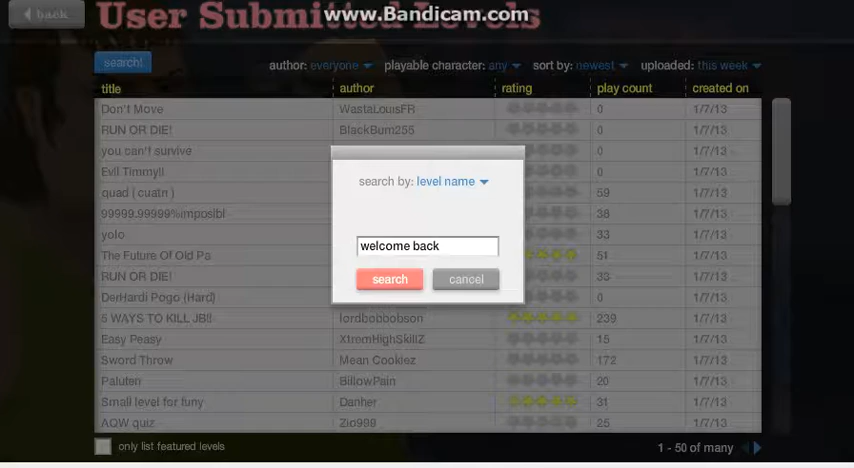 back
User Submitted Levels
www.Bandicam.com
search!
author: everyone playable character: any sort by: newest uploaded: this week
title author rating play count created on
Don't Move WastaLouisFR 0 1/7/13
RUN OR DIE! BlackBum255 0 1/7/13
you can't survive 0 1/7/13
Evil Timmy!! 0 1/7/13
quad ( cuatn ) 59 1/7/13
99999.99999%imposibl 38 1/7/13
yolo 33 1/7/13
The Future Of Old Pa 51 1/7/13
RUN OR DIE! 33 1/7/13
DerHardi Pogo (Hard) 0 1/7/13
5 WAYS TO KILL JB!! lordbobbobson 239 1/7/13
Easy Peasy XtremHighSkillZ 15 1/7/13
Sword Throw Mean Cookiez 172 1/7/13
Paluten BillowPain 20 1/7/13
Small level for funy Danher 31 1/7/13
AQW quiz Zio999 25 1/7/13
search by: level name
welcome back
search cancel
only list featured levels
1 - 50 of many